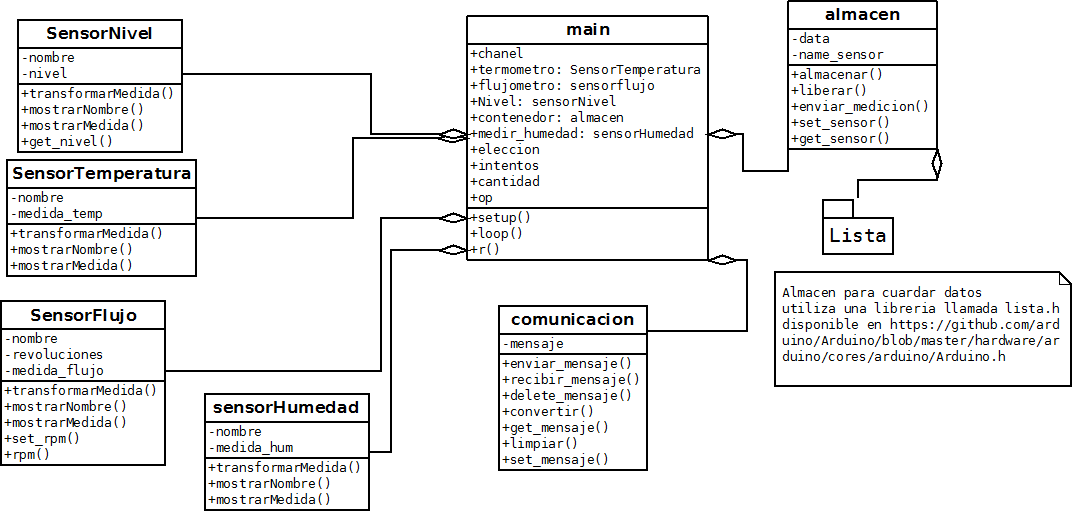 SensorNivel
-nombre
-nivel
+transformarMedida()
+mostrarNombre()
+mostrarMedida()
+get_nivel()
SensorTemperatura
-nombre
-medida_temp
+transformarMedida()
+mostrarNombre()
+mostrarMedida()
SensorFlujo
-nombre
-revoluciones
-medida_flujo
+transformarMedida()
+mostrarNombre()
+mostrarMedida()
+set_rpm()
+rpm()
sensorHumedad
-nombre
-medida_hum
+transformarMedida()
+mostrarNombre()
+mostrarMedida()
main
+chanel
+termometro: SensorTemperatura
+flujometro: sensorflujo
+Nivel: sensorNivel
+contenedor: almacen
+medir_humedad: sensorHumedad
+eleccion
+intentos
+cantidad
+op
+setup()
+loop()
+r()
comunicacion
-mensaje
+enviar_mensaje()
+recibir_mensaje()
+delete_mensaje()
+convertir()
+get_mensaje()
+limpiar()
+set_mensaje()
almacen
-data
-name_sensor
+almacenar()
+liberar()
+enviar_medicion()
+set_sensor()
+get_sensor()
Lista
Almacen para cuardar datos
utiliza una libreria llamada lista.h
disponible en https://github.com/ard
uino/Arduino/blob/master/hardware/ar
duino/cores/arduino/Arduino.h